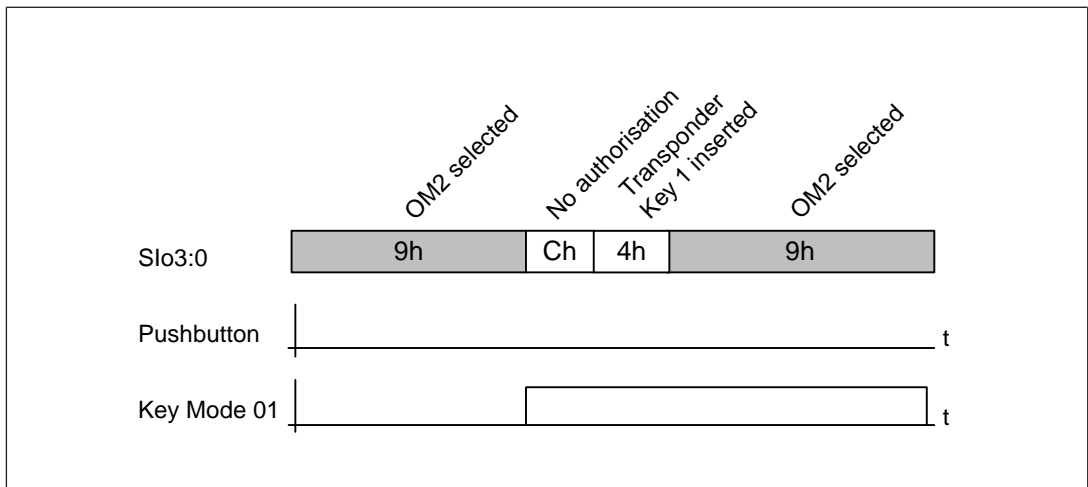 OM2 selected
No authorisation
Transponder
Key 1 inserted
OM2 selected
SIo3:0
9h
Ch
4h
9h
Pushbutton
t
Key Mode 01
t